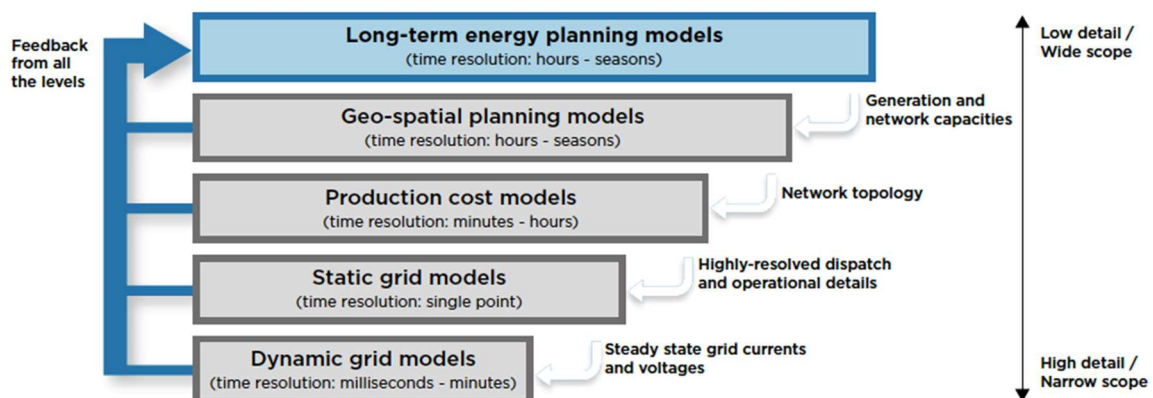 Feedback
from all
the levels
Long-term energy planning models
(time resolution: hours - seasons)
Low detail /
Wide scope
Geo-spatial planning models
(time resolution: hours - seasons)
Generation and
network capacities
Production cost models
(time resolution: minutes - hours)
Network topology
Static grid models
(time resolution: single point)
Highly-resolved dispatch
and operational details
Dynamic grid models
(time resolution: milliseconds - minutes)
Steady state grid currents
and voltages
High detail /
Narrow scope